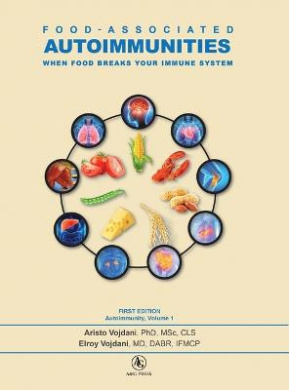 FOOD-ASSOCIATED
AUTOIMMUNITIES
WHEN FOOD BREAKS YOUR IMMUNE SYSTEM
FIRST EDITION
Autoimmunity, Volume 1
Aristo Vojdani, PhD, MSc, CLS
Elroy Vojdani, MD, DABR, IFMCP